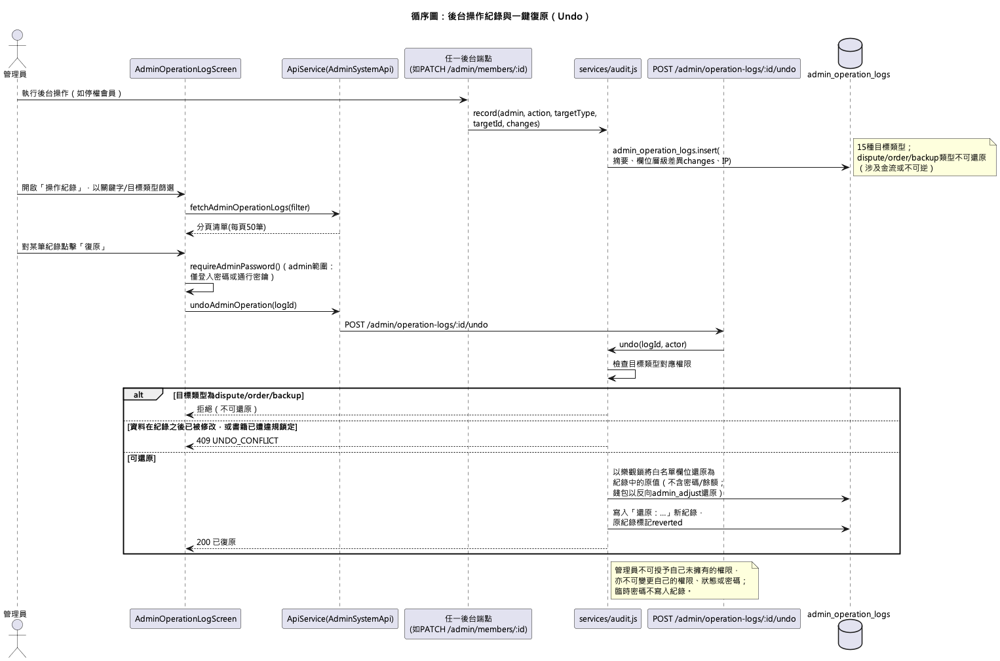 循序圖：後台操作紀錄與一鍵復原（Undo）
管理員
AdminOperationLogScreen
ApiService(AdminSystemApi)
任一後台端點
(如PATCH /admin/members/:id)
services/audit.js
POST /admin/operation-logs/:id/undo
admin_operation_logs
執行後台操作（如停權會員）
record(admin, action, targetType,
targetId, changes)
admin_operation_logs.insert(
摘要、欄位層級差異changes、IP)
15種目標類型；
dispute/order/backup類型不可還原
（涉及金流或不可逆）
開啟「操作紀錄」，以關鍵字/目標類型篩選
fetchAdminOperationLogs(filter)
分頁清單(每頁50筆)
對某筆紀錄點擊「復原」
requireAdminPassword()（admin範圍：
僅登入密碼或通行密鑰）
undoAdminOperation(logId)
POST /admin/operation-logs/:id/undo
undo(logId, actor)
檢查目標類型對應權限
alt
[目標類型為dispute/order/backup]
拒絕（不可還原）
[資料在紀錄之後已被修改，或書籍已遭違規鎖定]
409 UNDO_CONFLICT
[可還原]
以樂觀鎖將白名單欄位還原為
紀錄中的原值（不含密碼/餘額；
錢包以反向admin_adjust還原）
寫入「還原：…」新紀錄，
原紀錄標記reverted
200 已復原
管理員不可授予自己未擁有的權限，
亦不可變更自己的權限、狀態或密碼；
臨時密碼不寫入紀錄。
管理員
AdminOperationLogScreen
ApiService(AdminSystemApi)
任一後台端點
(如PATCH /admin/members/:id)
services/audit.js
POST /admin/operation-logs/:id/undo
admin_operation_logs